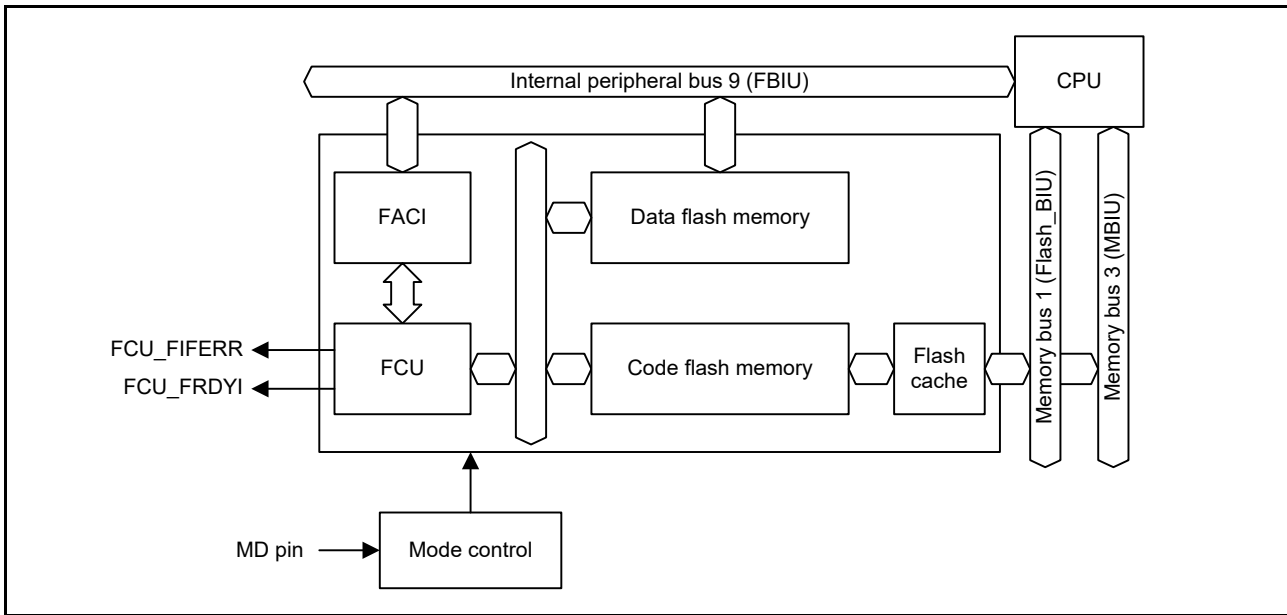 Internal peripheral bus 9 (FBIU)
CPU
FACI
Data flash memory
Memory bus 1 (Flash_BIU)
Memory bus 3 (MBIU)
FCU_FIFERR
FCU_FRDYI
FCU
Code flash memory
Flash
cache
MD pin
Mode control